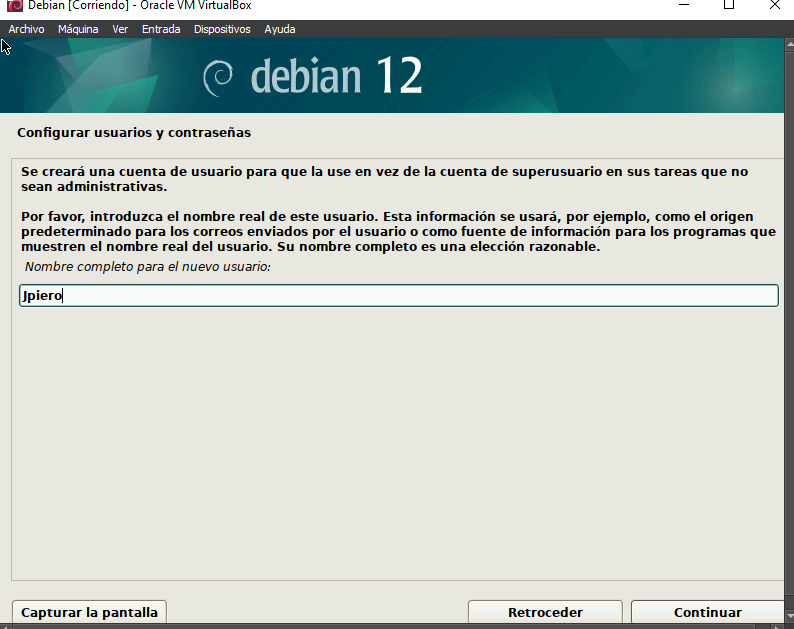 Debian [Corriendo] - Oracle VM VirtualBox
Archivo Máquina Ver Entrada Dispositivos Ayuda
debian 12
Configurar usuarios y contraseñas
Se creará una cuenta de usuario para que la use en vez de la cuenta de superusuario en sus tareas que no
sean administrativas.
Por favor, introduzca el nombre real de este usuario. Esta información se usará, por ejemplo, como el origen
predeterminado para los correos enviados por el usuario o como fuente de información para los programas que
muestren el nombre real del usuario. Su nombre completo es una elección razonable.
Nombre completo para el nuevo usuario:
Jpiero
Capturar la pantalla Retroceder Continuar